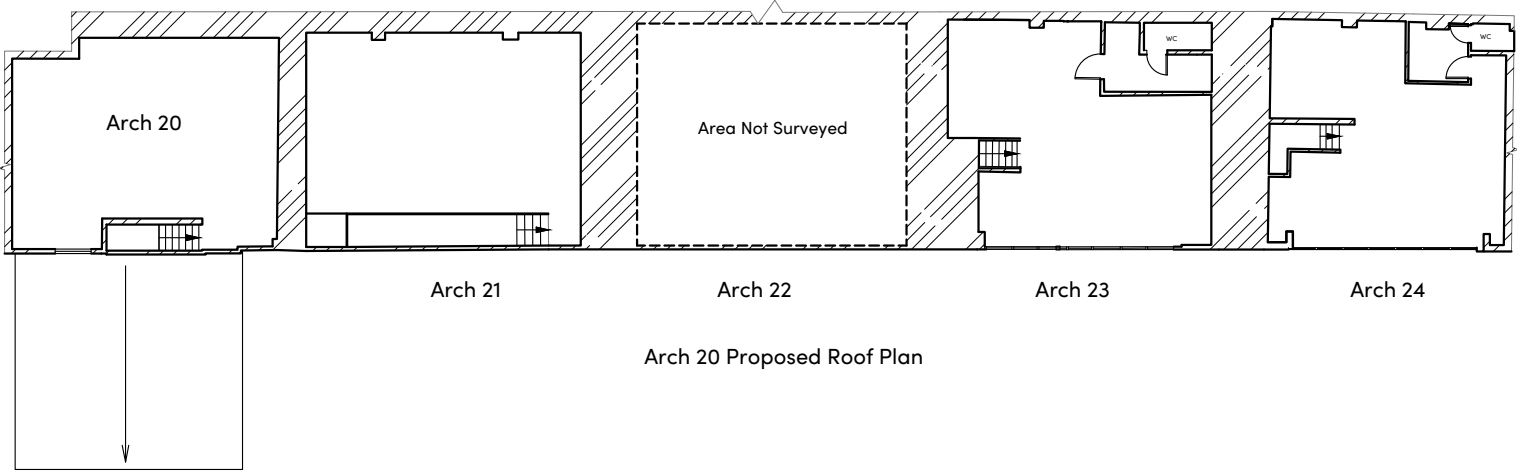 WC
WC
Arch 20
Area Not Surveyed
Arch 21
Arch 22
Arch 23
Arch 24
Arch 20 Proposed Roof Plan